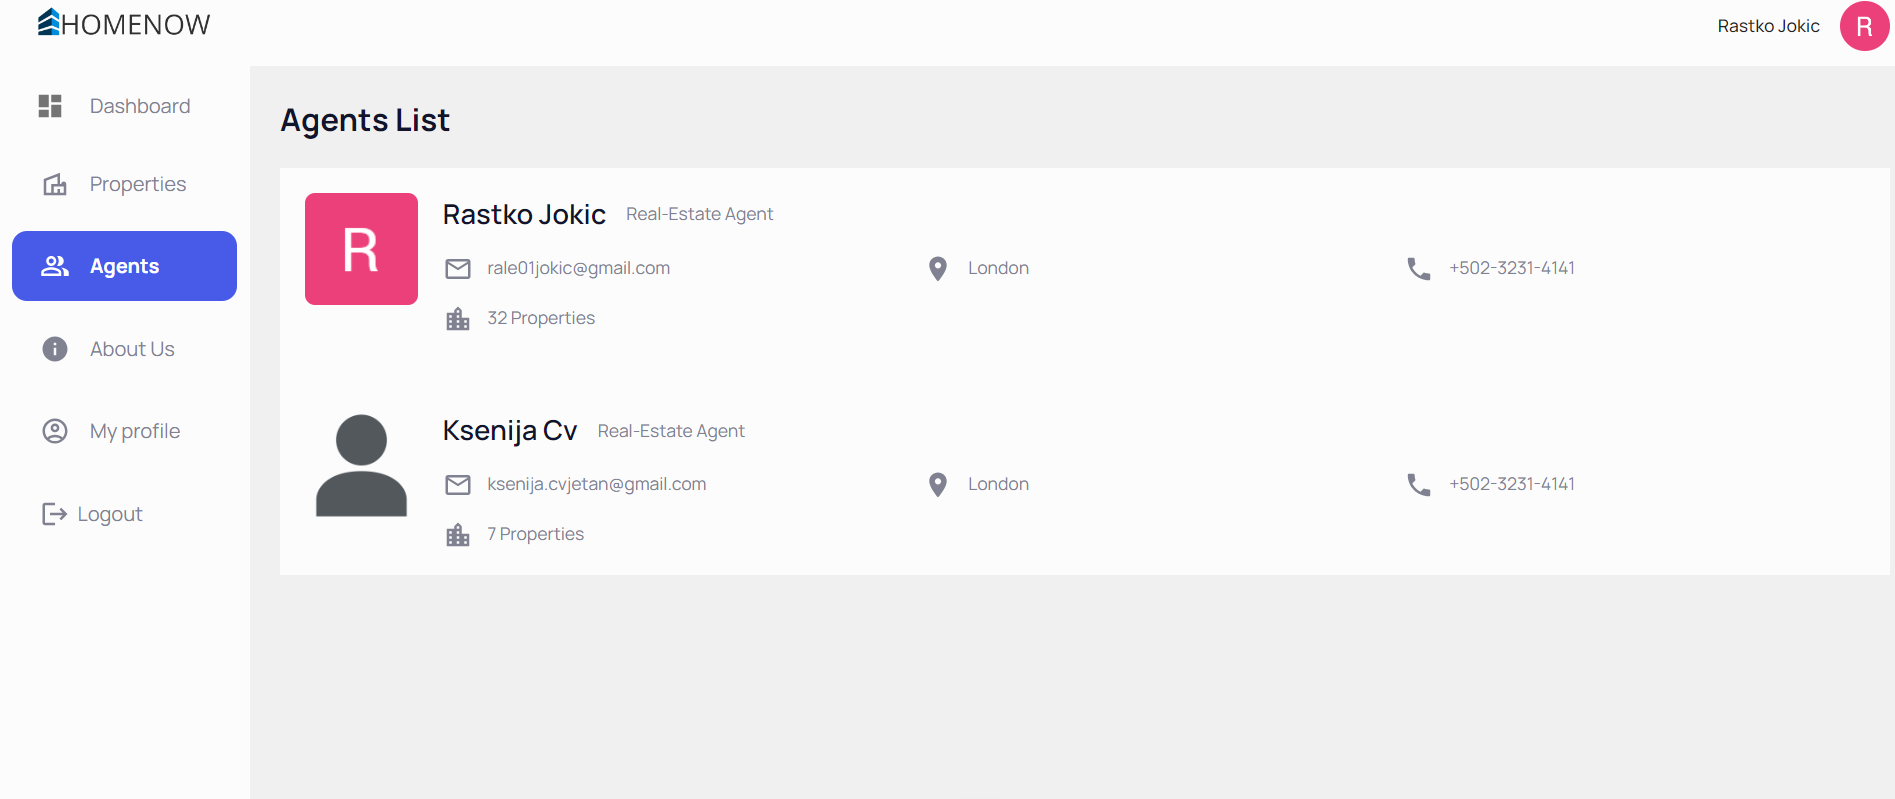 HOMENOW
Rastko Jokic
R
Dashboard
Properties
Agents
About Us
My profile
Logout
Agents List
R
Rastko Jokic Real-Estate Agent
rale01jokic@gmail.com London +502-3231-4141
32 Properties
Ksenija Cv Real-Estate Agent
ksenija.cvjetan@gmail.com London +502-3231-4141
7 Properties